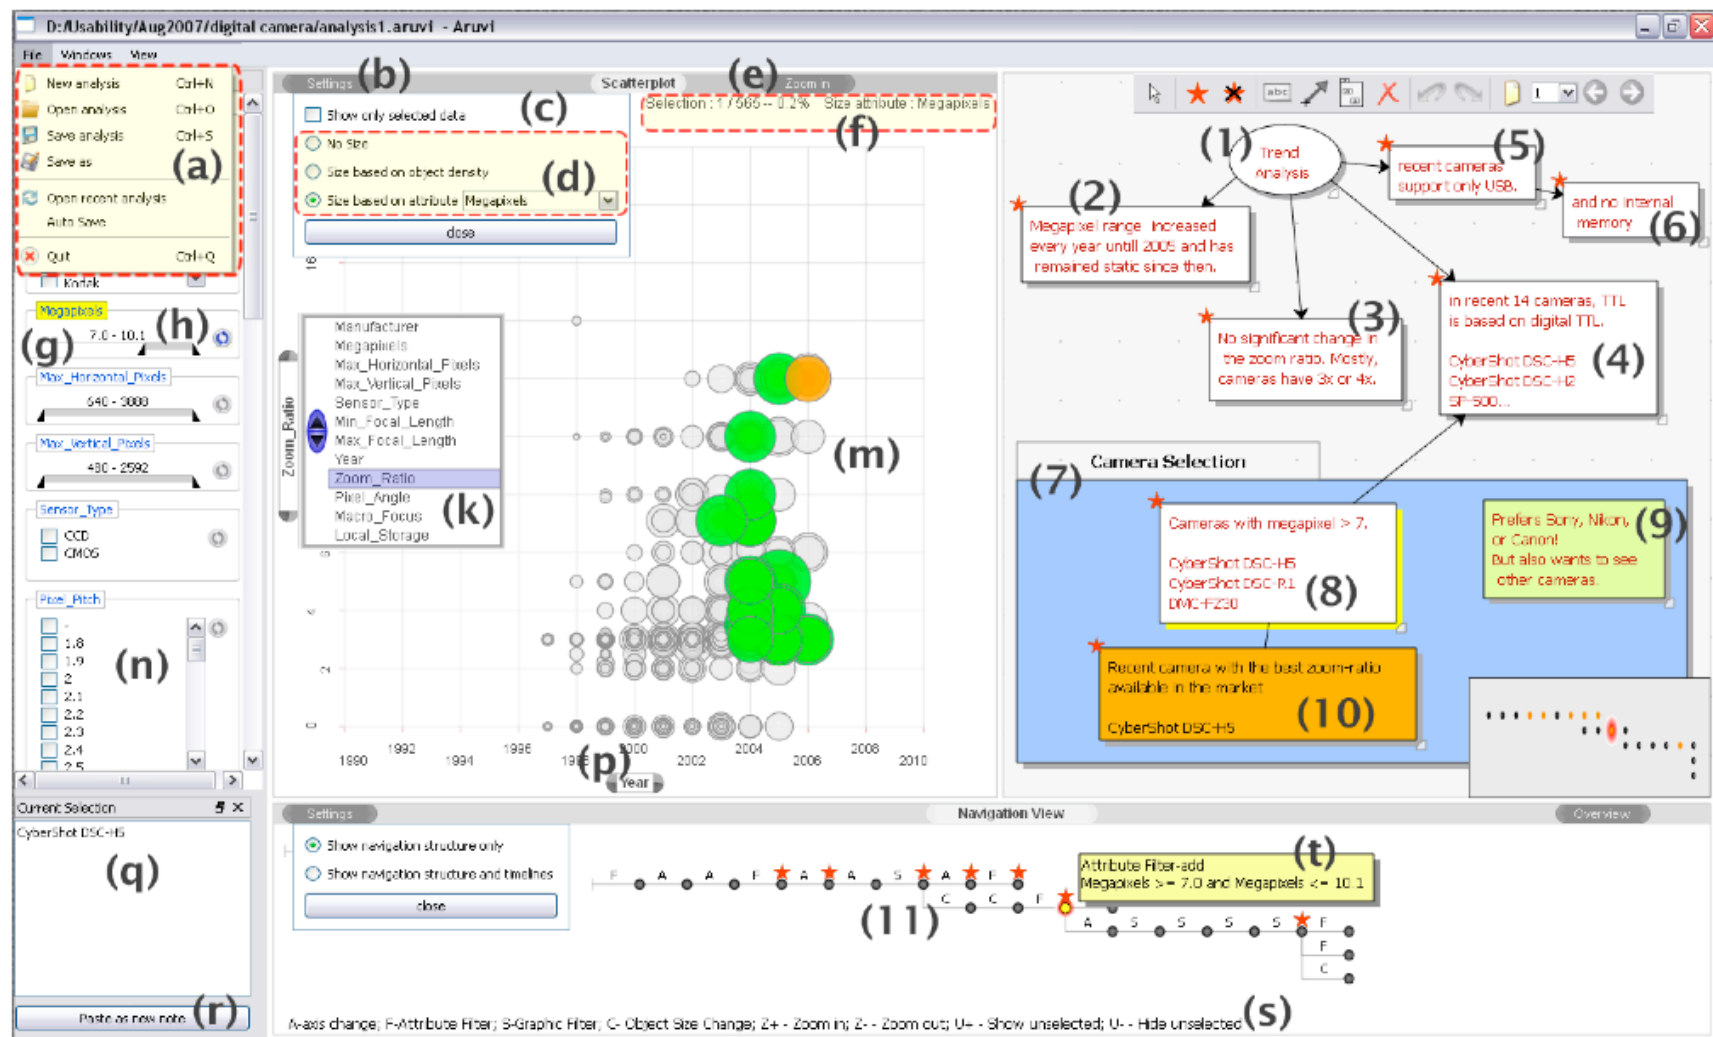 D:/Usability/Aug2007/digital camera/analysis1.aruvi - Aruvi
File Windows View
New analysis Ctrl+N
Open analysis Ctrl+O
Save analysis Ctrl+S
Save as
(a)
Open recent analysis
Auto Save
Quit Ctrl+Q
Kodak
Megapixels
(g)
7.0 - 10.1
(h)
Max_Horizontal_Pixels
640 - 3888
Max_Vertical_Pixels
480 - 2592
Sensor_Type
CCD
CMOS
Pixel_Pitch
-
1.8
1.9
2
2.1
2.2
2.3
2.4
2.5
(n)
Current Selection
CyberShot DSC-H5
(q)
Paste as new note
(r)
Settings
(b)
Scatterplot
(e)
Zoom in
(c)
Show only selected data
No Size
Size based on object density
Size based on attribute Megapixels
(d)
close
Selection : 1 / 565 -- 0.2% Size attribute : Megapixels
(f)
16
Zoom_Ratio
Manufacturer
Megapixels
Max_Horizontal_Pixels
Max_Vertical_Pixels
Sensor_Type
Min_Focal_Length
Max_Focal_Length
Year
Zoom_Ratio
Pixel_Angle
Macro_Focus
Local_Storage
(k)
(m)
4
2
0
1992 1996 2000 2004 2008
1990 1994 1998 2002 2006 2010
(p)
Year
abc
1
(1)
Trend
Analysis
(5)
recent cameras
support only USB.
and no internal
memory
(6)
(2)
Megapixel range increased
every year untill 2005 and has
remained static since then.
(3)
No significant change in
the zoom ratio. Mostly,
cameras have 3x or 4x.
in recent 14 cameras, TTL
is based on digital TTL.
CyberShot DSC-H5
CyberShot DSC-H2
SP-500...
(4)
Camera Selection
(7)
Cameras with megapixel > 7.
CyberShot DSC-H5
CyberShot DSC-R1
DMC-FZ30
(8)
Prefers Sony, Nikon,
or Canon!
But also wants to see
other cameras.
(9)
Recent camera with the best zoom-ratio
available in the market
CyberShot DSC-H5
(10)
Settings
Navigation View
Overview
Show navigation structure only
Show navigation structure and timelines
close
F A A F A A S A F
C C F
A S S S S F
F
C
(11)
Attribute Filter-add
Megapixels >= 7.0 and Megapixels <= 10.1
(t)
A-axis change; F-Attribute Filter; S-Graphic Filter; C- Object Size Change; Z+ - Zoom in; Z- - Zoom out; U+ - Show unselected; U- - Hide unselected
(s)